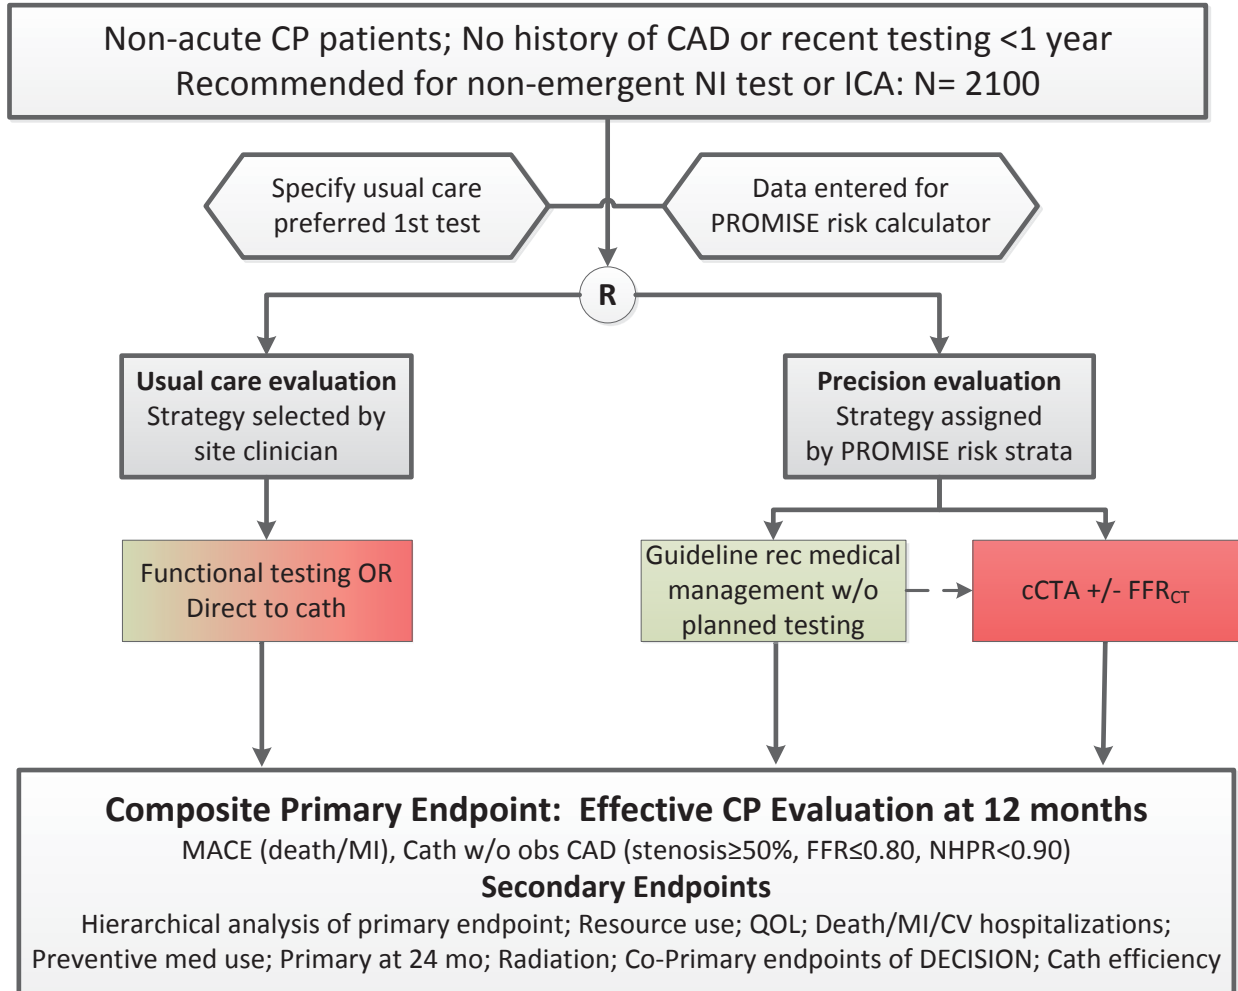 Non-acute CP patients; No history of CAD or recent testing <1 year
Recommended for non-emergent NI test or ICA: N= 2100
Specify usual care
preferred 1st test
Data entered for
PROMISE risk calculator
R
Usual care evaluation
Strategy selected by
site clinician
Precision evaluation
Strategy assigned
by PROMISE risk strata
Functional testing OR
Direct to cath
Guideline rec medical
management w/o
planned testing
cCTA +/- FFRCT
Composite Primary Endpoint: Effective CP Evaluation at 12 months
MACE (death/MI), Cath w/o obs CAD (stenosis≥50%, FFR≤0.80, NHPR<0.90)
Secondary Endpoints
Hierarchical analysis of primary endpoint; Resource use; QOL; Death/MI/CV hospitalizations;
Preventive med use; Primary at 24 mo; Radiation; Co-Primary endpoints of DECISION; Cath efficiency